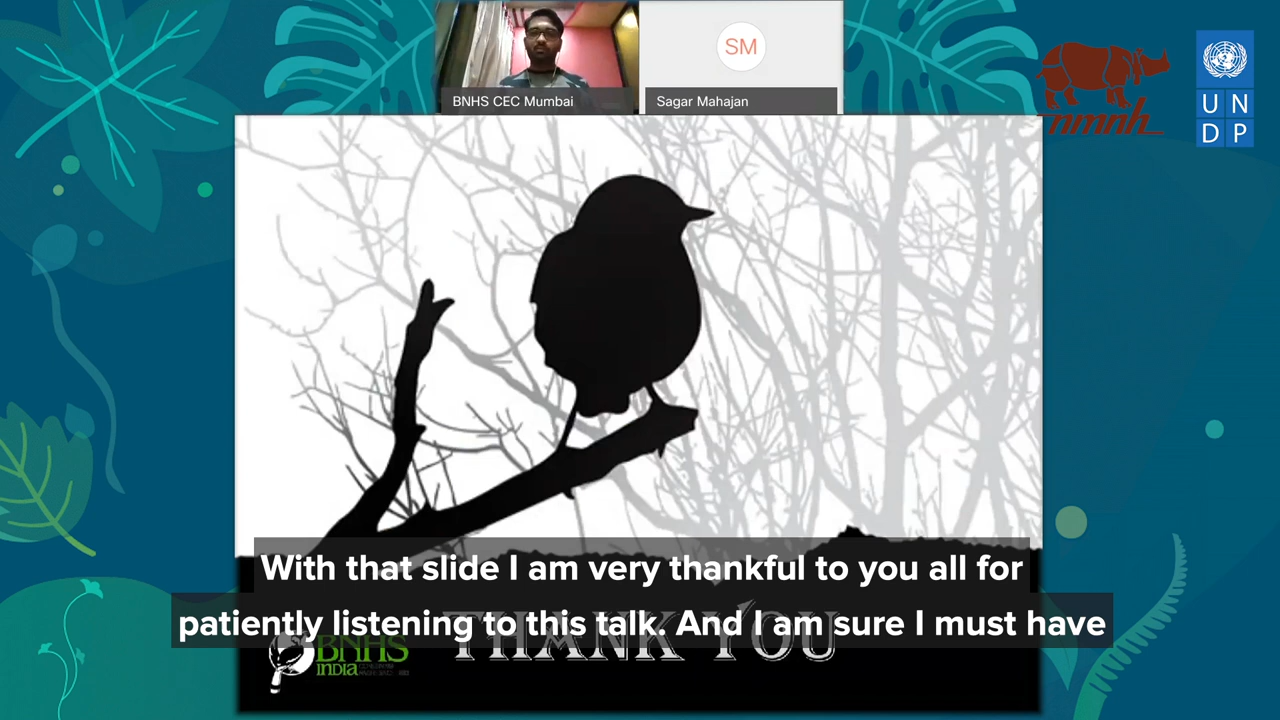 BNHS CEC Mumbai
SM
Sagar Mahajan
nmnh
U N
D P
With that slide I am very thankful to you all for
patiently listening to this talk. And I am sure I must have
THANK YOU
BNHS
INDIA